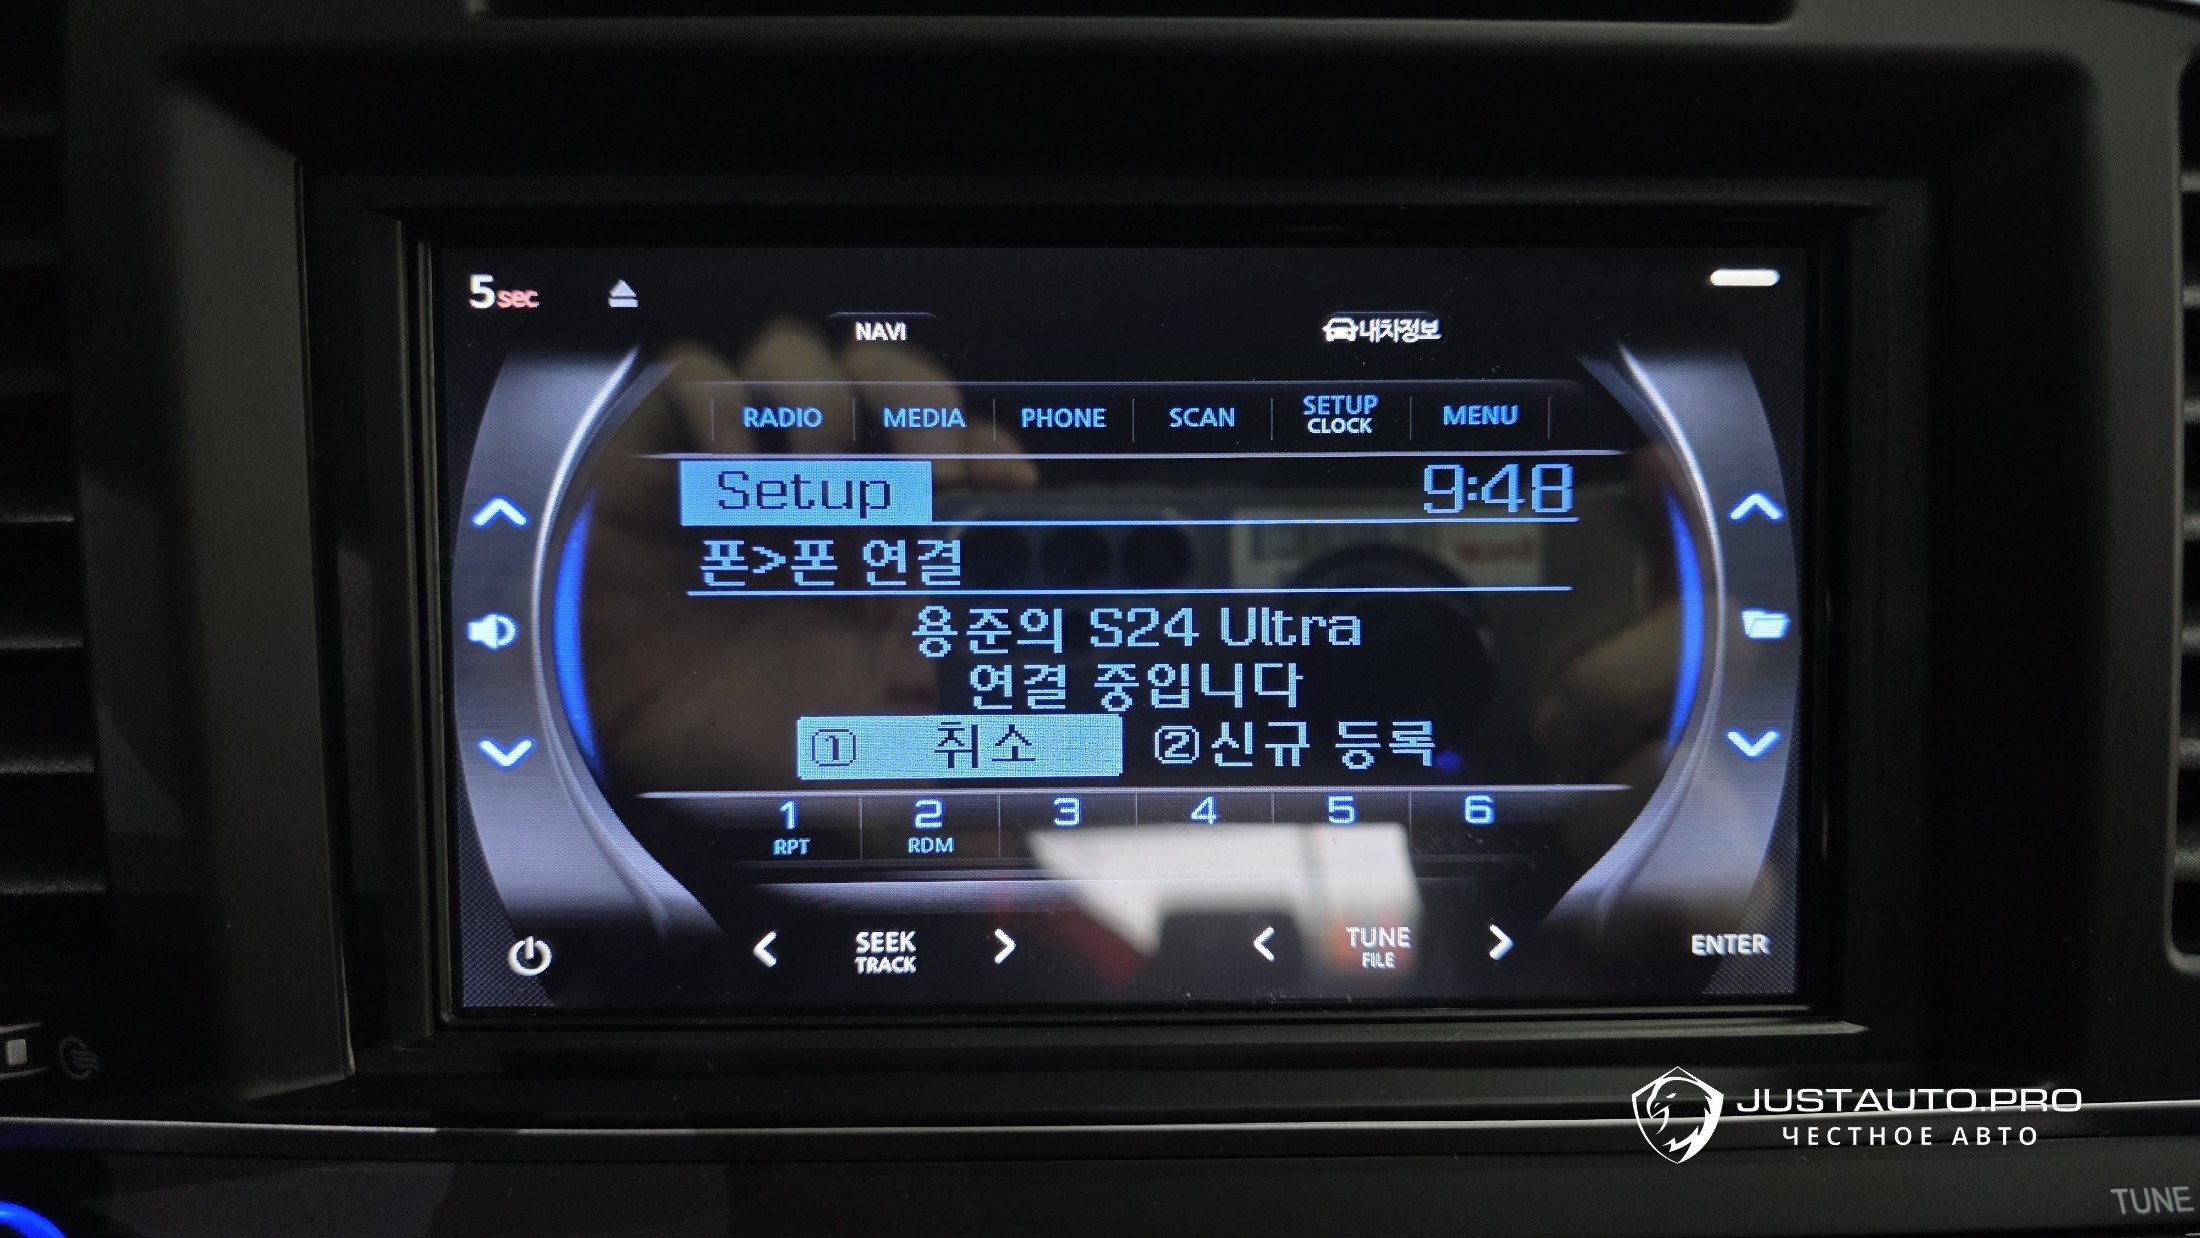 5sec
NAVI
내차정보
RADIO MEDIA PHONE SCAN SETUP CLOCK MENU
Setup 9:48
폰>폰 연결
용준의 S24 Ultra
연결 중입니다
① 취소 ②신규 등록
1 2 3 4 5 6
RPT RDM
SEEK TRACK
TUNE FILE
ENTER
JUSTAUTO.PRO
ЧЕСТНОЕ АВТО
TUNE